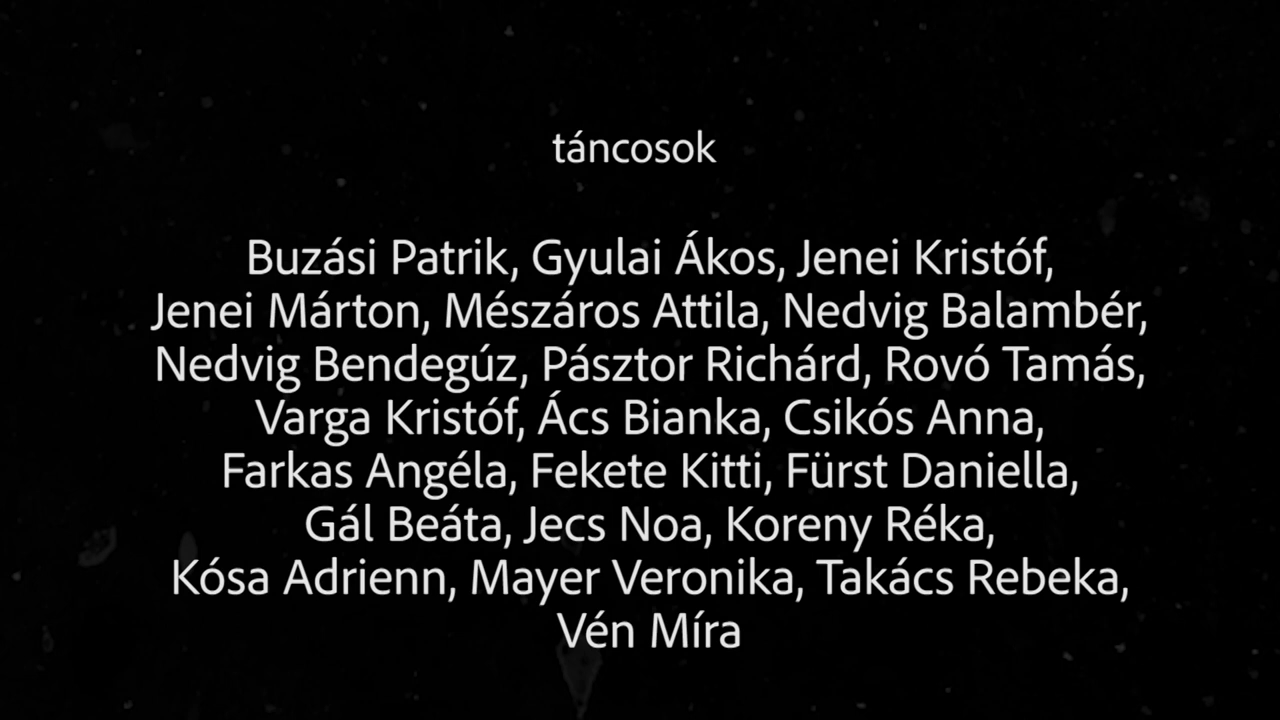 táncosok
Buzási Patrik, Gyulai Ákos, Jenei Kristóf,
Jenei Márton, Mészáros Attila, Nedvig Balambér,
Nedvig Bendegúz, Pásztor Richárd, Rovó Tamás,
Varga Kristóf, Ács Bianka, Csikós Anna,
Farkas Angéla, Fekete Kitti, Fürst Daniella,
Gál Beáta, Jecs Noa, Koreny Réka,
Kósa Adrienn, Mayer Veronika, Takács Rebeka,
Vén Míra